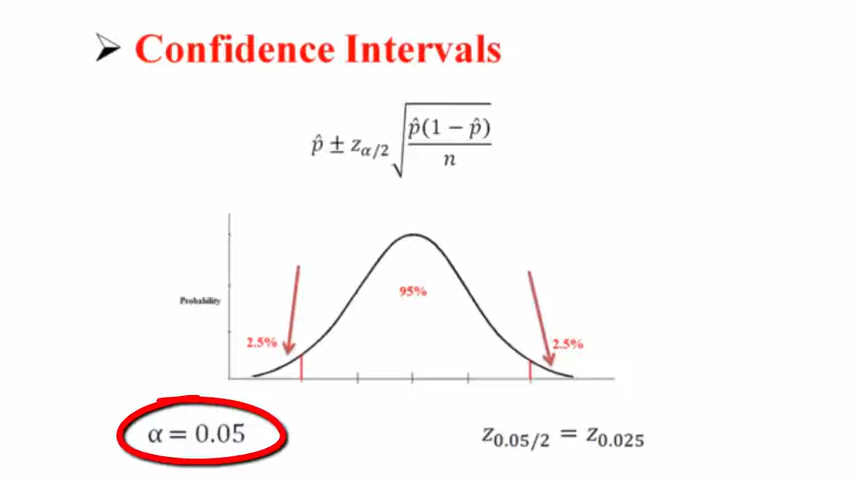 Confidence Intervals
p̂ ± z_{α/2} √(p̂(1 − p̂)/n)
95%
Probability
2.5% 2.5%
α = 0.05
z_{0.05/2} = z_{0.025}